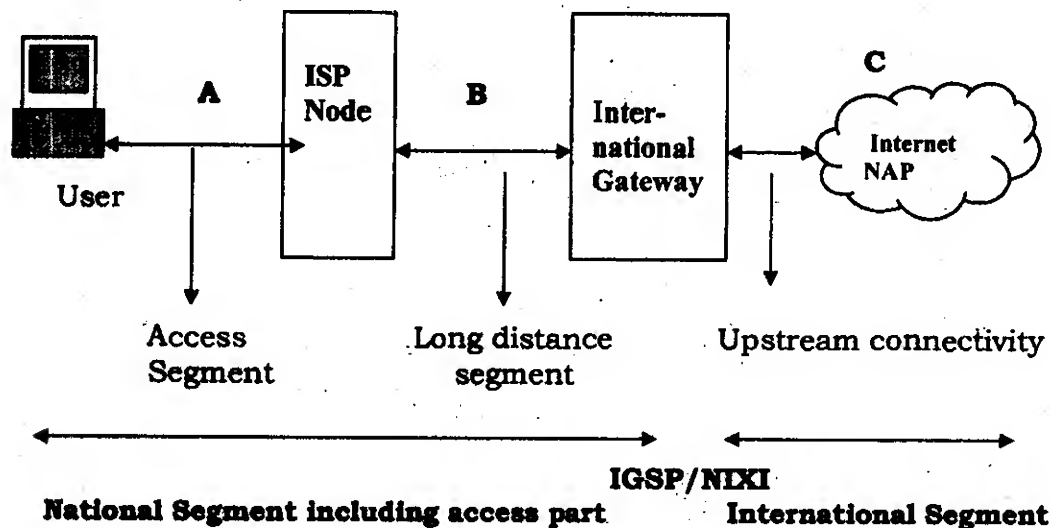 A
ISP
Node
B
Inter-
national
Gateway
C
Internet
NAP
User
Access
Segment
Long distance
segment
Upstream connectivity
IGSP/NIXI
National Segment including access part
International Segment